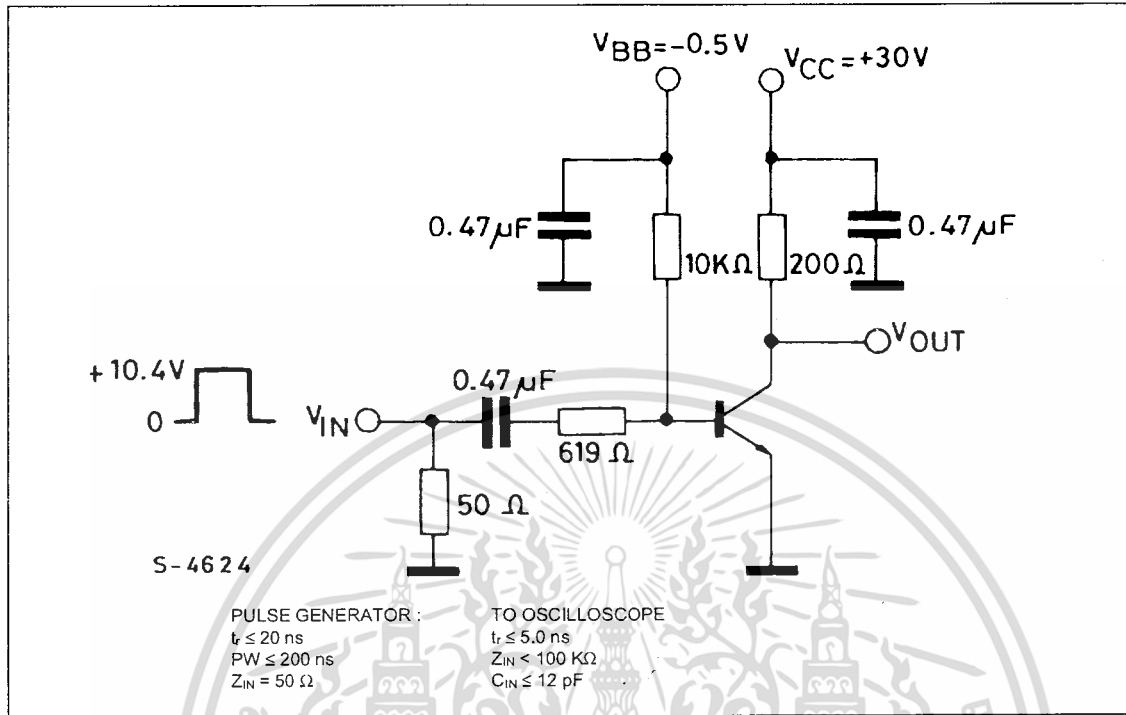 VBB=-0.5V
VCC=+30V
0.47μF
10KΩ
200Ω
0.47μF
VOUT
+10.4V
0
VIN
0.47μF
619 Ω
50 Ω
S-4624
PULSE GENERATOR :
tr ≤ 20 ns
PW ≤ 200 ns
ZIN = 50 Ω
TO OSCILLOSCOPE
tr ≤ 5.0 ns
ZIN < 100 KΩ
CIN ≤ 12 pF